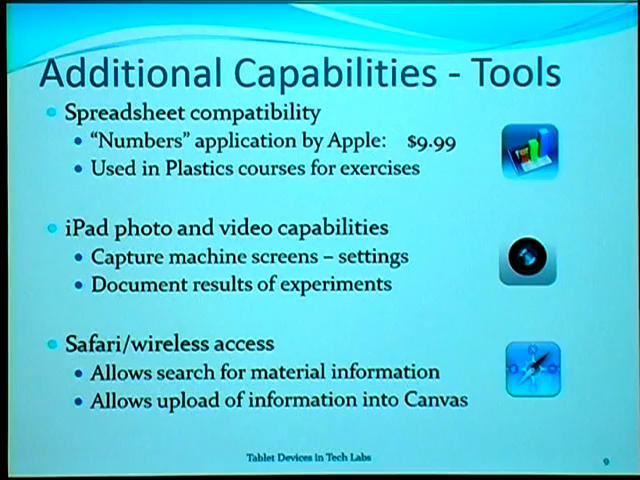 Additional Capabilities - Tools
Spreadsheet compatibility
“Numbers” application by Apple: $9.99
Used in Plastics courses for exercises
iPad photo and video capabilities
Capture machine screens – settings
Document results of experiments
Safari/wireless access
Allows search for material information
Allows upload of information into Canvas
Tablet Devices in Tech Labs
9